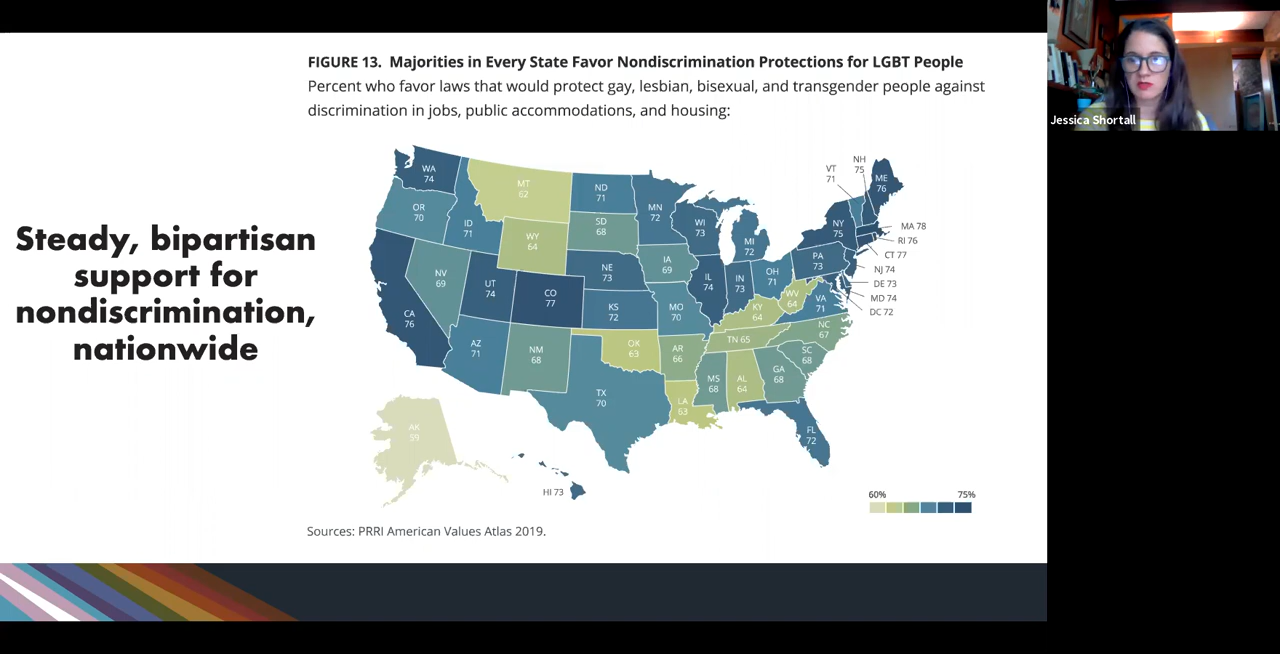 FIGURE 13. Majorities in Every State Favor Nondiscrimination Protections for LGBT People
Percent who favor laws that would protect gay, lesbian, bisexual, and transgender people against
discrimination in jobs, public accommodations, and housing:
Jessica Shortall
Steady, bipartisan
support for
nondiscrimination,
nationwide
WA
74
OR
70
ID
71
MT
62
WY
64
ND
71
SD
68
NE
73
KS
72
MN
72
IA
69
MO
70
WI
73
MI
72
IL
74
IN
73
OH
71
KY
64
WV
64
VA
71
PA
73
NY
75
VT
71
NH
75
ME
76
MA 78
RI 76
CT 77
NJ 74
DE 73
MD 74
DC 72
CA
76
NV
69
UT
74
CO
77
AZ
71
NM
68
OK
63
TX
70
AR
66
LA
63
MS
68
AL
64
TN 65
NC
67
SC
68
GA
68
FL
72
AK
59
HI 73
60%
75%
Sources: PRRI American Values Atlas 2019.